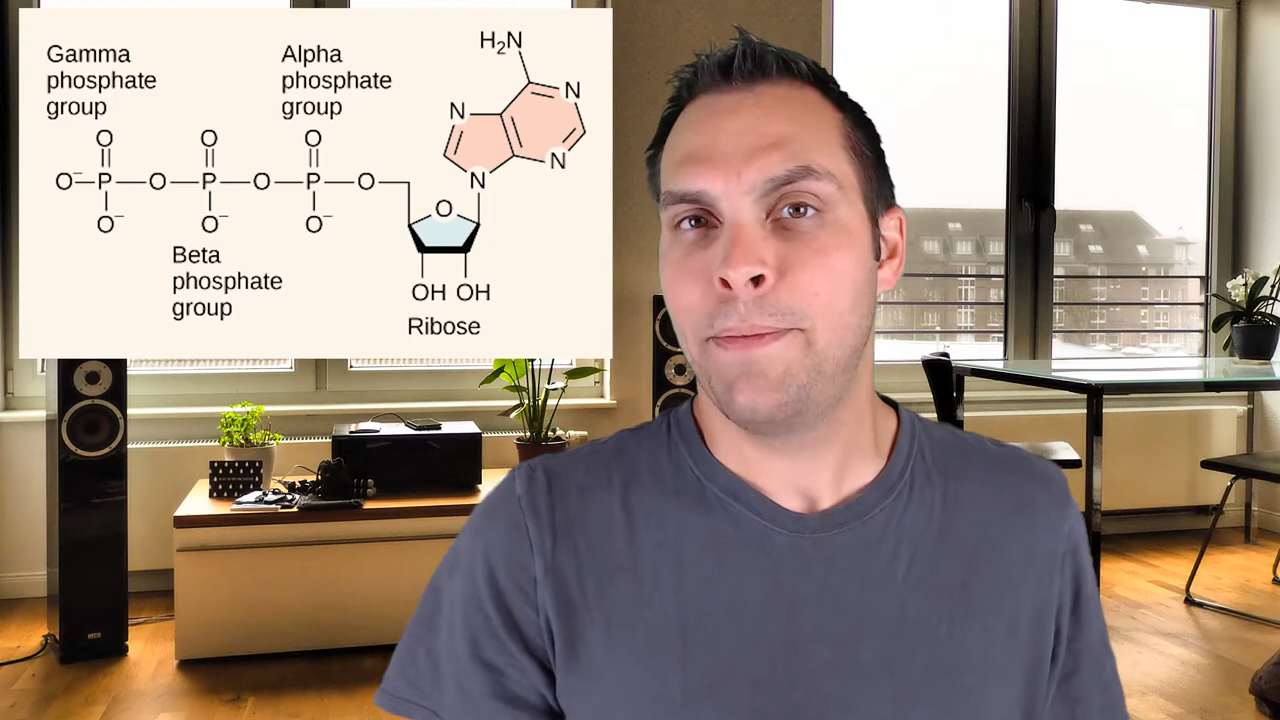 Gamma
phosphate
group
Alpha
phosphate
group
H₂N
N
N
N
N
O
O
O
O⁻
P
O
P
O
P
O
O⁻
O⁻
O⁻
O
Beta
phosphate
group
OH OH
Ribose